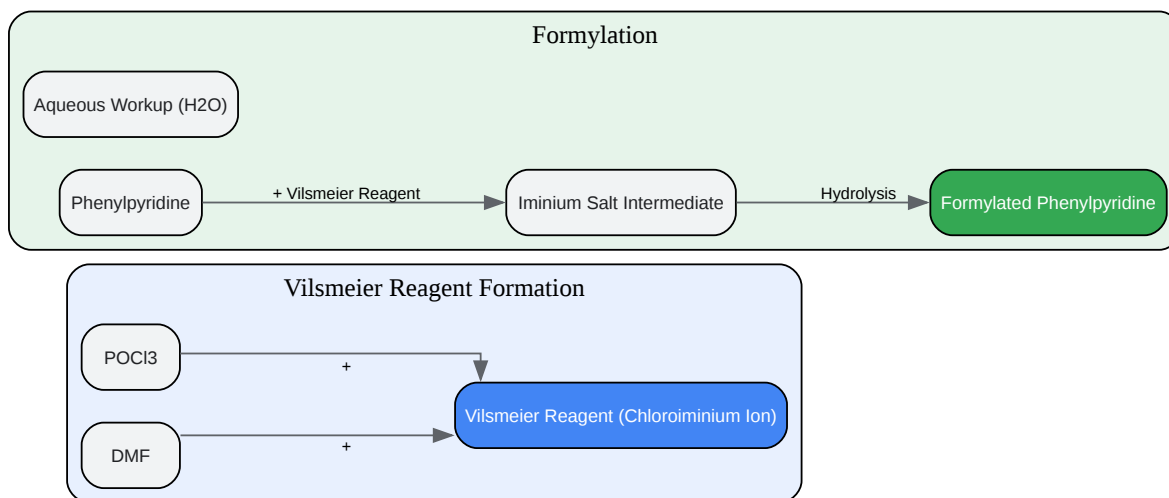 Formylation
Aqueous Workup (H2O)
Phenylpyridine
+ Vilsmeier Reagent
Iminium Salt Intermediate
Hydrolysis
Formylated Phenylpyridine
Vilsmeier Reagent Formation
POCl3
+
Vilsmeier Reagent (Chloroiminium Ion)
DMF
+